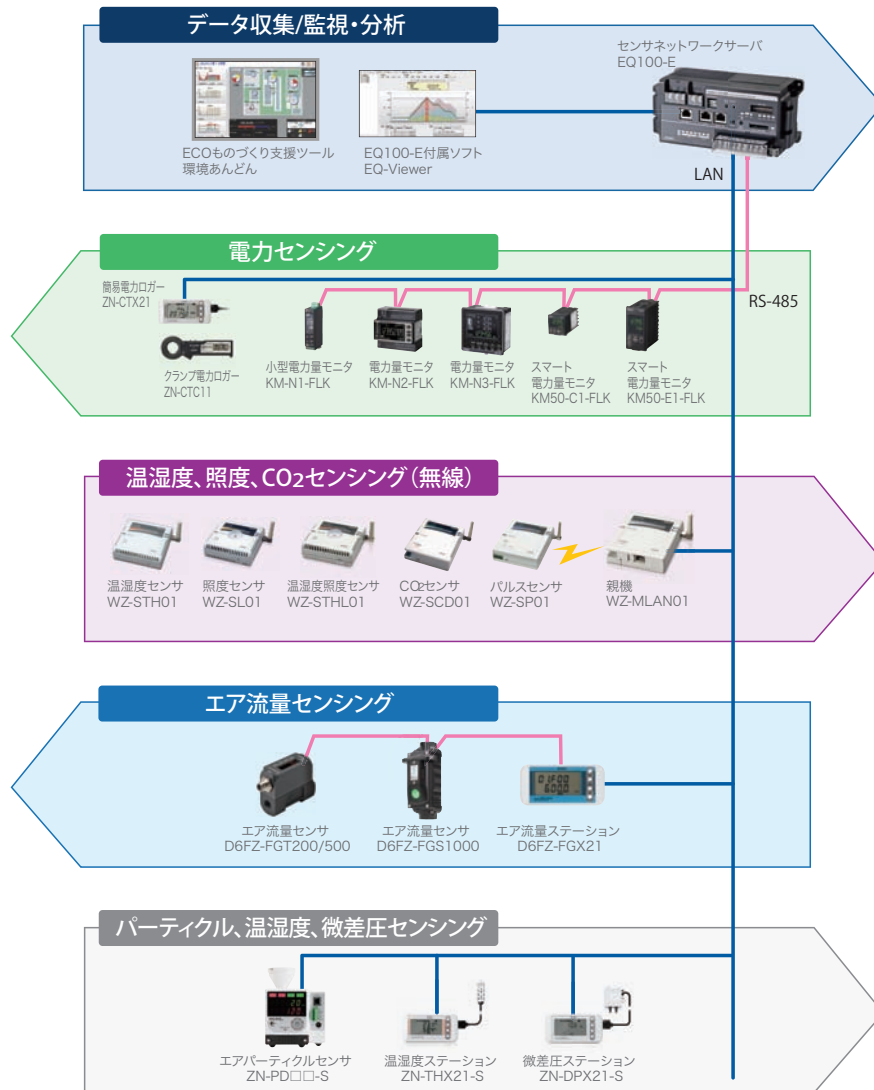 データ収集/監視・分析
センサネットワークサーバ
EQ100-E
ECOものづくり支援ツール
環境あんどん
EQ100-E付属ソフト
EQ-Viewer
LAN
電力センシング
簡易電力ロガー
ZN-CTX21
RS-485
クランプ電力ロガー
ZN-CTC11
小型電力量モニタ
KM-N1-FLK
電力量モニタ
KM-N2-FLK
電力量モニタ
KM-N3-FLK
スマート
電力量モニタ
KM50-C1-FLK
スマート
電力量モニタ
KM50-E1-FLK
温湿度、照度、CO2センシング(無線)
温湿度センサ
WZ-STH01
照度センサ
WZ-SL01
温湿度照度センサ
WZ-STHL01
CO2センサ
WZ-SCD01
パルスセンサ
WZ-SP01
親機
WZ-MLAN01
エア流量センシング
エア流量センサ
D6FZ-FGT200/500
エア流量センサ
D6FZ-FGS1000
エア流量ステーション
D6FZ-FGX21
パーティクル、温湿度、微差圧センシング
エアパーティクルセンサ
ZN-PD□□-S
温湿度ステーション
ZN-THX21-S
微差圧ステーション
ZN-DPX21-S